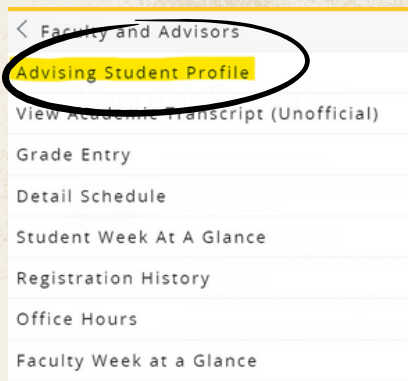 < Faculty and Advisors
Advising Student Profile
View Academic Transcript (Unofficial)
Grade Entry
Detail Schedule
Student Week At A Glance
Registration History
Office Hours
Faculty Week at a Glance